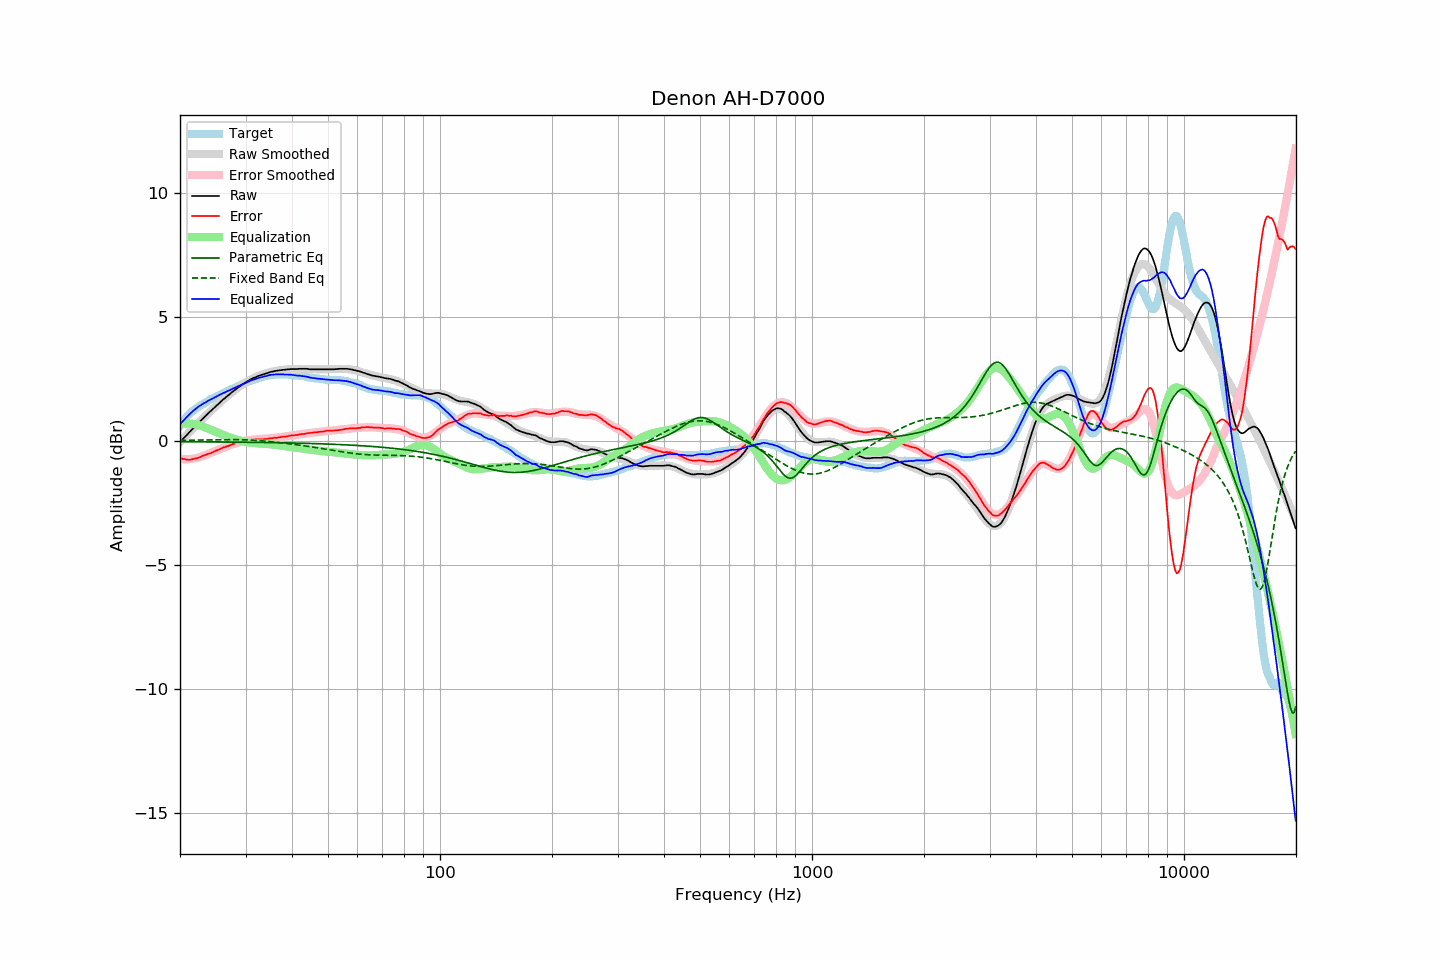 Denon AH-D7000
Target
Raw Smoothed
Error Smoothed
Raw
Error
Equalization
Parametric Eq
Fixed Band Eq
Equalized
10
5
0
−5
−10
−15
Amplitude (dBr)
100 1000 10000
Frequency (Hz)